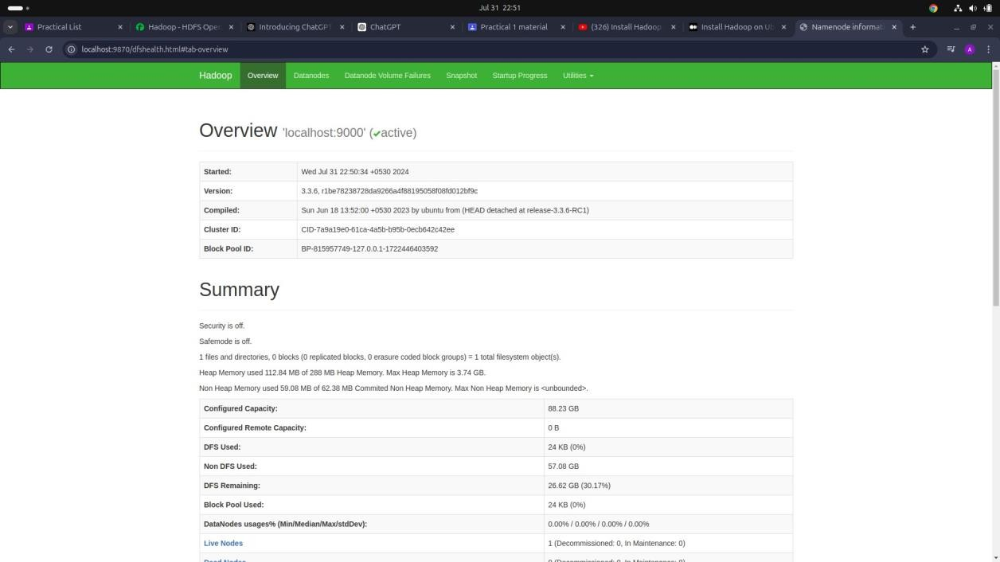 Jul 31 22:51
Practical List
Hadoop - HDFS Oper
Introducing ChatGPT
ChatGPT
Practical 1 material
(326) Install Hadoop
Install Hadoop on Ub
Namenode informati
localhost:9870/dfshealth.html#tab-overview
A
Hadoop Overview Datanodes Datanode Volume Failures Snapshot Startup Progress Utilities
Overview 'localhost:9000' (✔active)
Started: Wed Jul 31 22:50:34 +0530 2024
Version: 3.3.6, r1be78238728da9266a4f88195058f08fd012bf9c
Compiled: Sun Jun 18 13:52:00 +0530 2023 by ubuntu from (HEAD detached at release-3.3.6-RC1)
Cluster ID: CID-7a9a19e0-61ca-4a5b-b95b-0ecb642c42ee
Block Pool ID: BP-815957749-127.0.0.1-1722446403592
Summary
Security is off.
Safemode is off.
1 files and directories, 0 blocks (0 replicated blocks, 0 erasure coded block groups) = 1 total filesystem object(s).
Heap Memory used 112.84 MB of 288 MB Heap Memory. Max Heap Memory is 3.74 GB.
Non Heap Memory used 59.08 MB of 62.38 MB Commited Non Heap Memory. Max Non Heap Memory is <unbounded>.
Configured Capacity: 88.23 GB
Configured Remote Capacity: 0 B
DFS Used: 24 KB (0%)
Non DFS Used: 57.08 GB
DFS Remaining: 26.62 GB (30.17%)
Block Pool Used: 24 KB (0%)
DataNodes usages% (Min/Median/Max/stdDev): 0.00% / 0.00% / 0.00% / 0.00%
Live Nodes 1 (Decommissioned: 0, In Maintenance: 0)
Dead Nodes 0 (Decommissioned: 0, In Maintenance: 0)